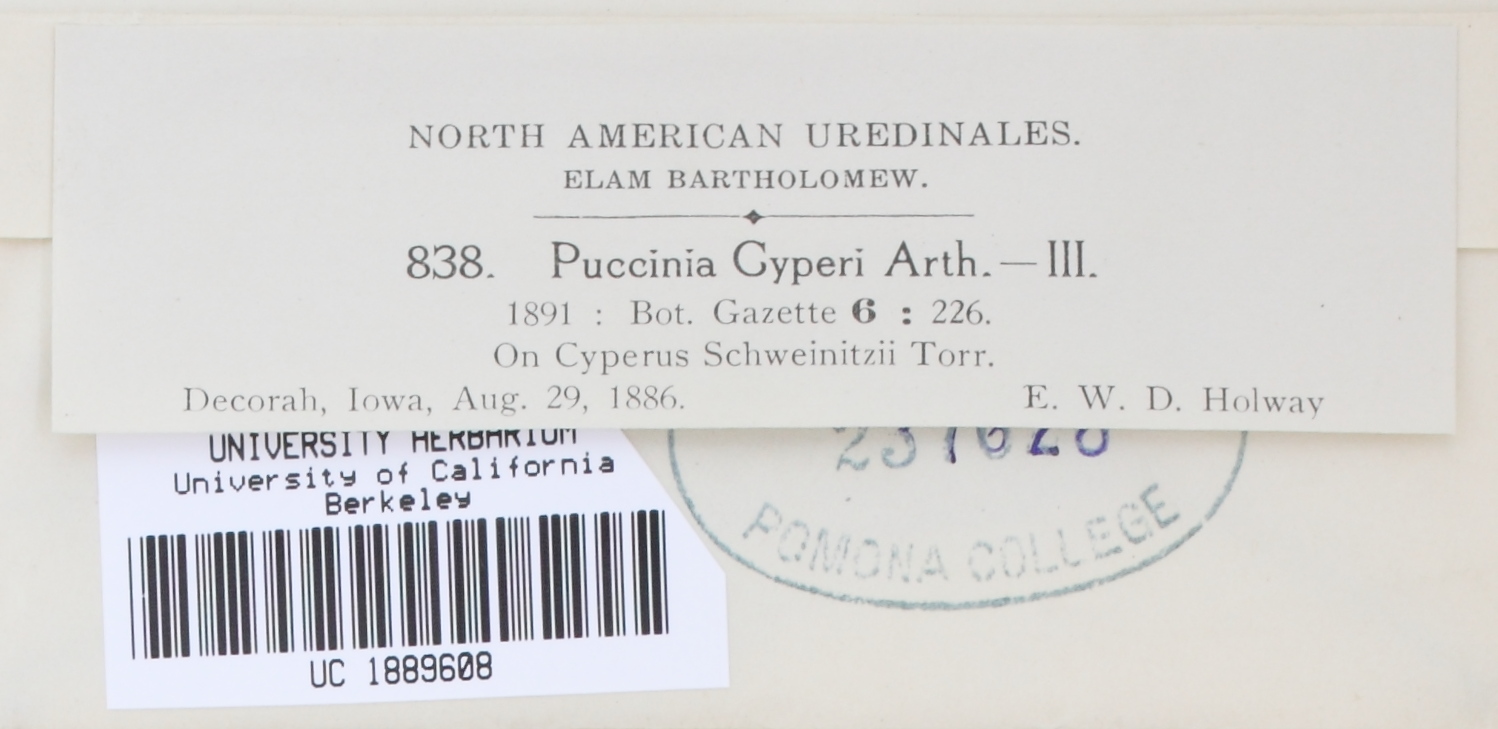 NORTH AMERICAN UREDINALES.
ELAM BARTHOLOMEW.
838. Puccinia Cyperi Arth.—III.
1891 : Bot. Gazette 6 : 226.
On Cyperus Schweinitzii Torr.
Decorah, Iowa, Aug. 29, 1886. E. W. D. Holway
UNIVERSITY HERBARIUM
University of California
Berkeley
UC 1889608
POMONA COLLEGE